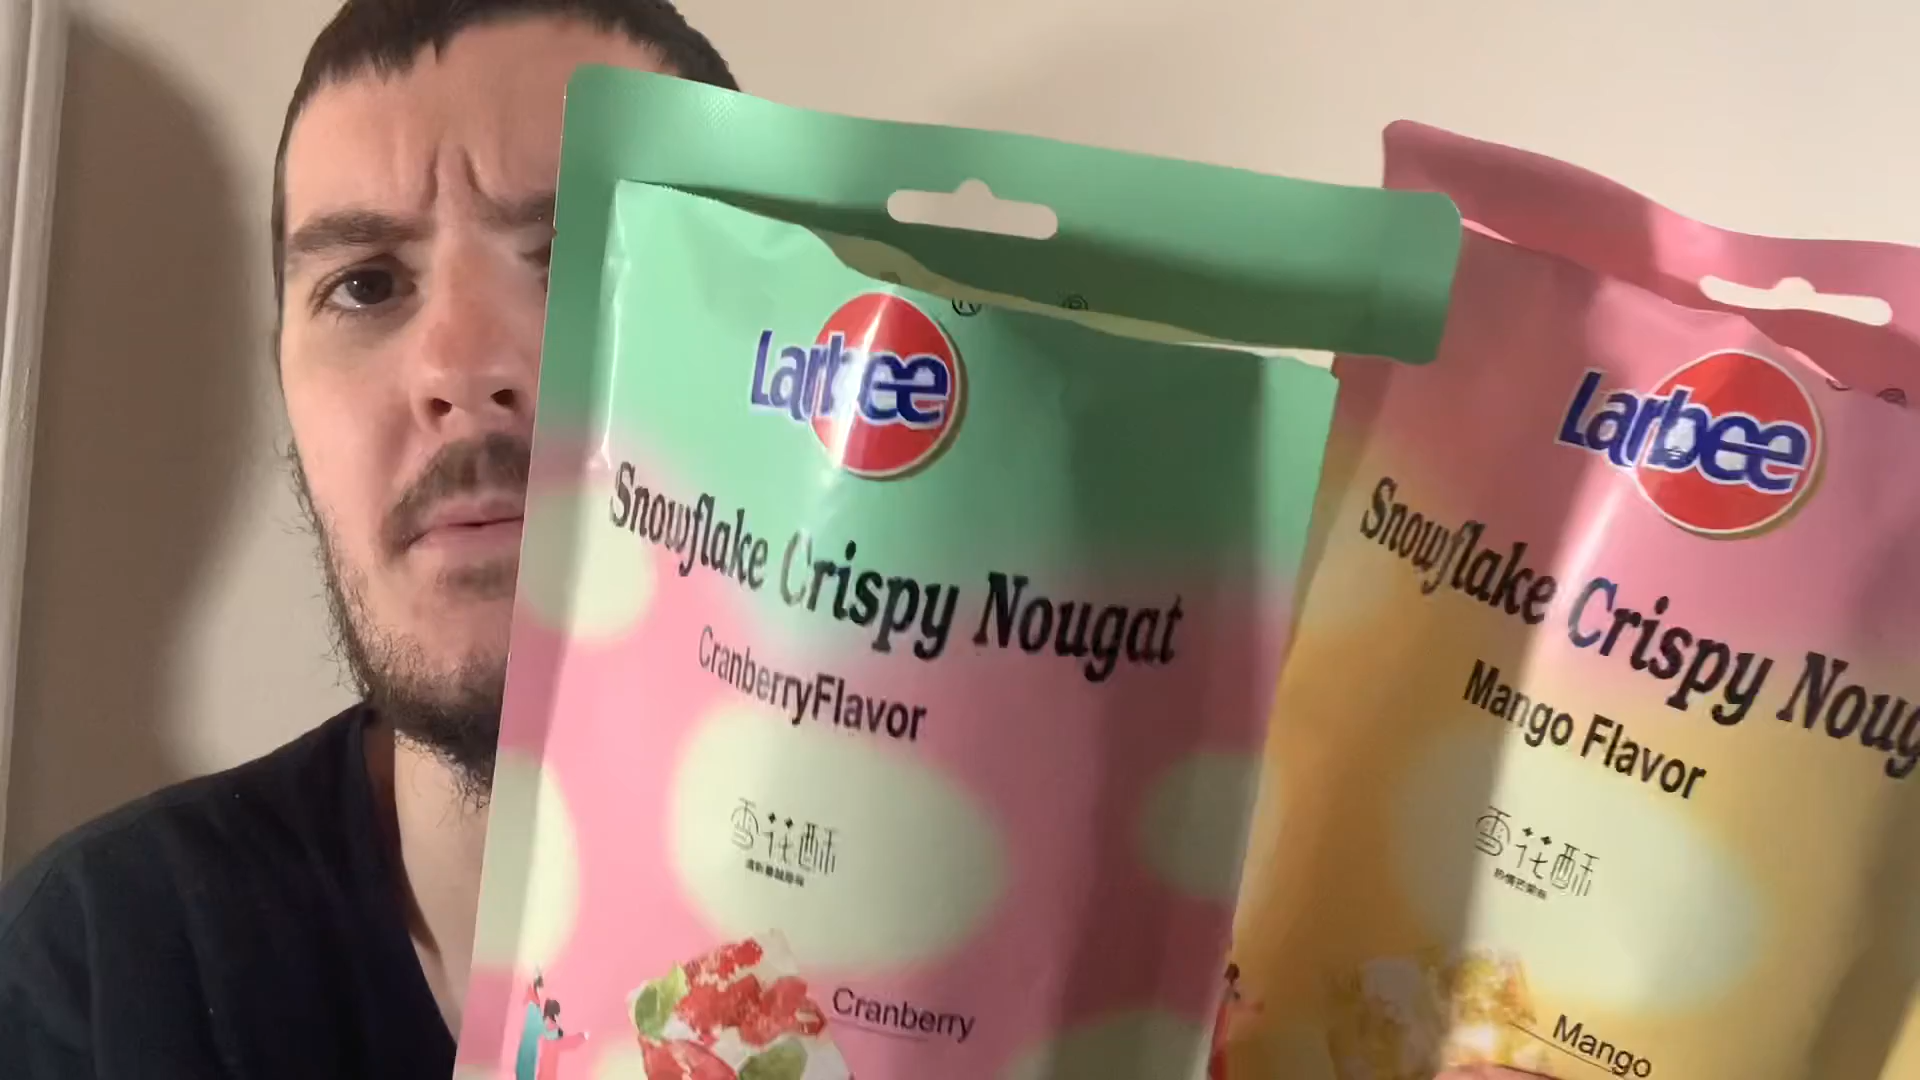 Larbee
Snowflake Crispy Nougat
CranberryFlavor
雪花酥
Cranberry
Larbee
Snowflake Crispy Noug
Mango Flavor
雪花酥
Mango